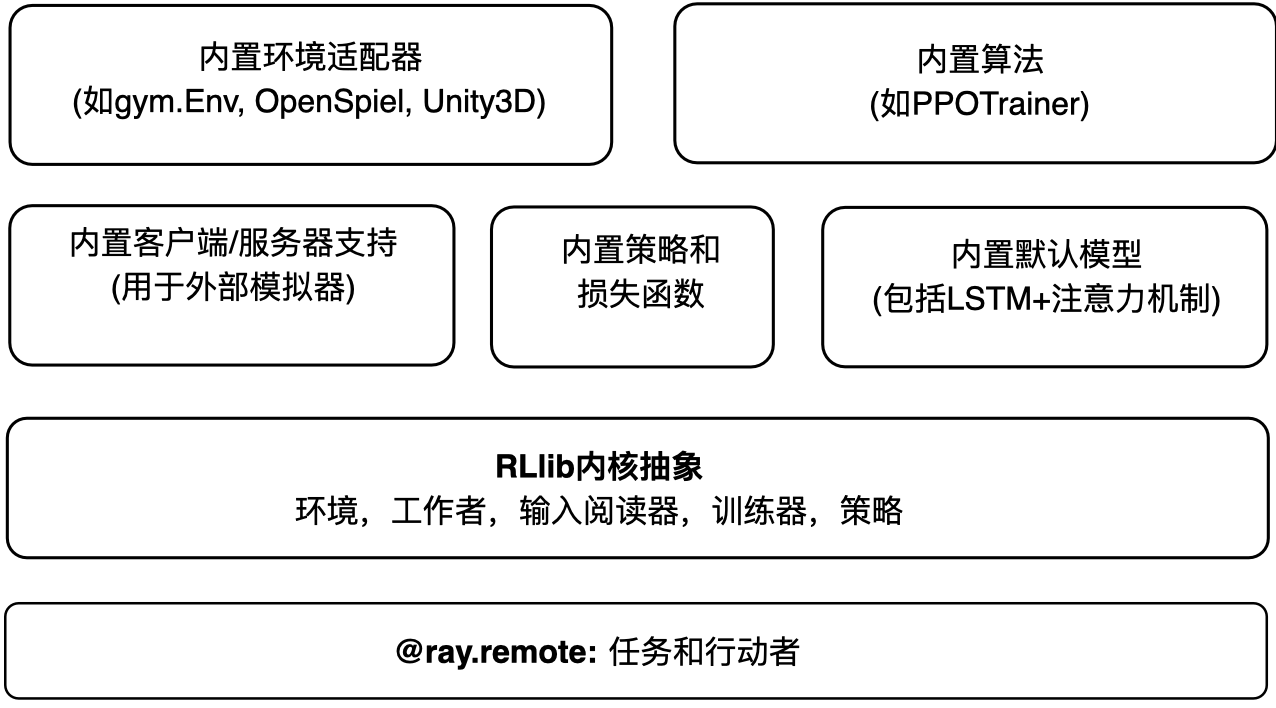 内置环境适配器
(如gym.Env, OpenSpiel, Unity3D)
内置算法
(如PPOTrainer)
内置客户端/服务器支持
(用于外部模拟器)
内置策略和
损失函数
内置默认模型
(包括LSTM+注意力机制)
RLlib内核抽象
环境，工作者，输入阅读器，训练器，策略
@ray.remote: 任务和行动者